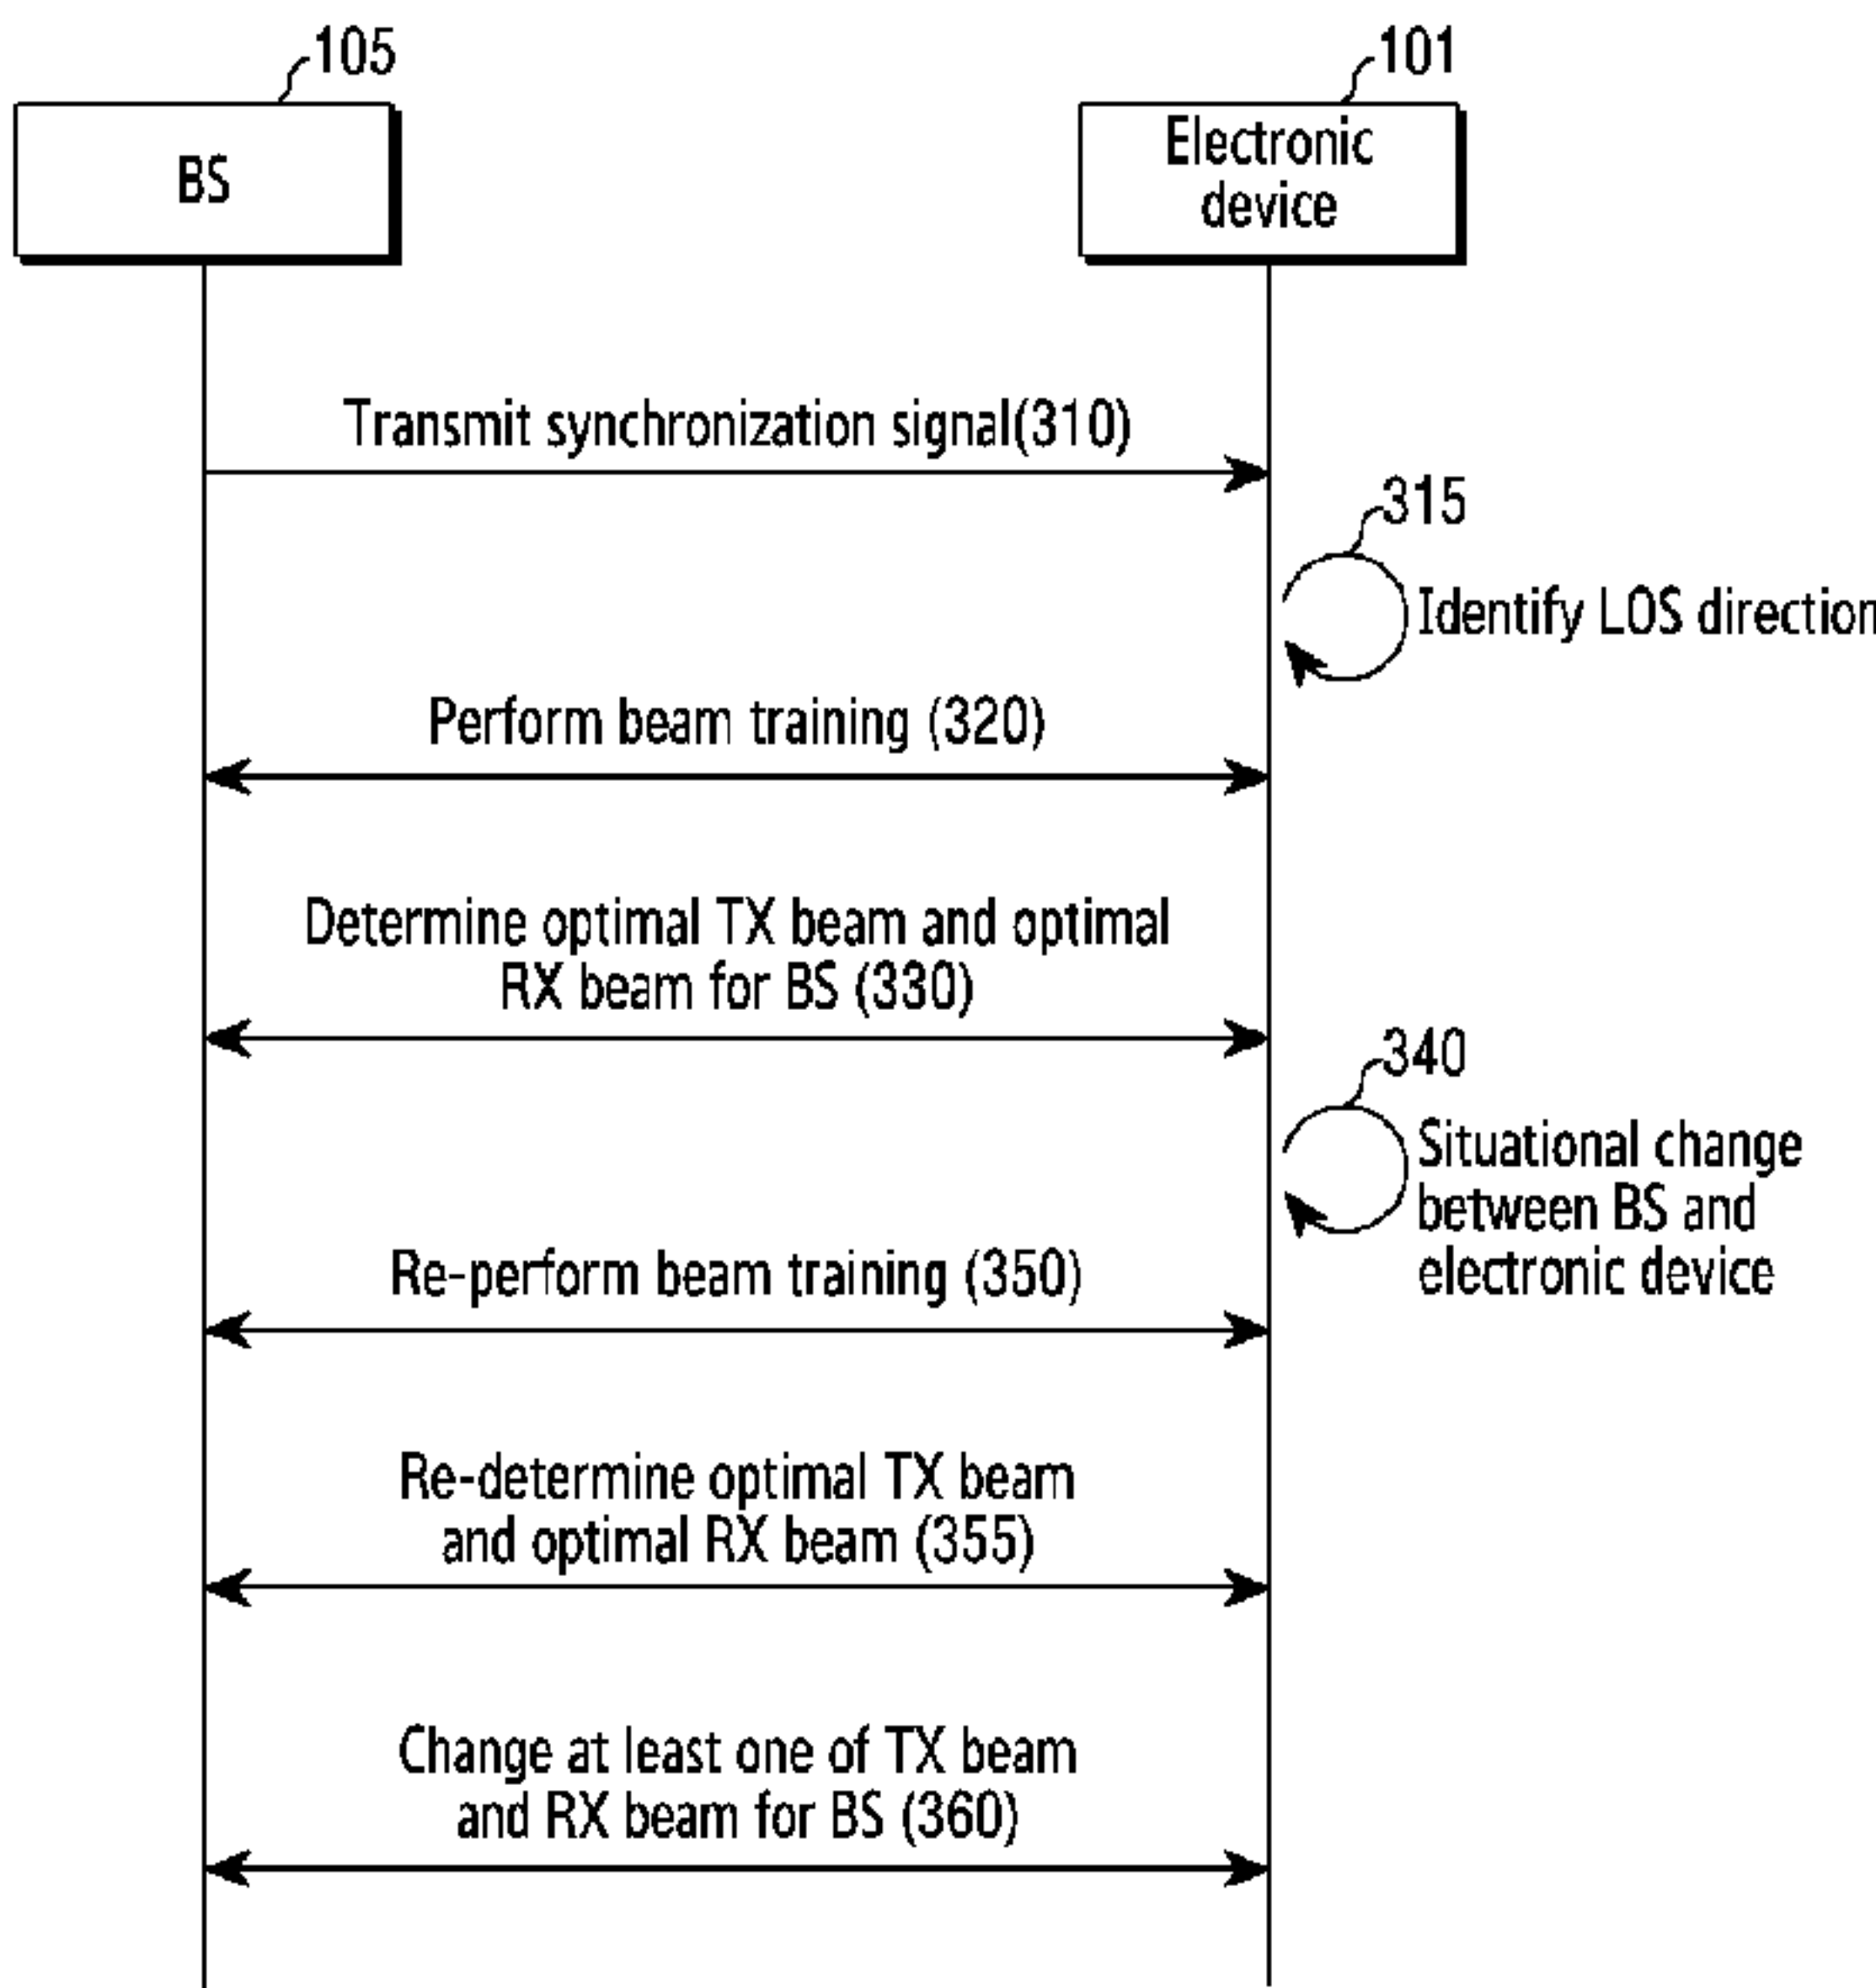 105
101
BS
Electronic
device
Transmit synchronization signal(310)
315
Identify LOS direction
Perform beam training (320)
Determine optimal TX beam and optimal
RX beam for BS (330)
340
Situational change
between BS and
electronic device
Re-perform beam training (350)
Re-determine optimal TX beam
and optimal RX beam (355)
Change at least one of TX beam
and RX beam for BS (360)